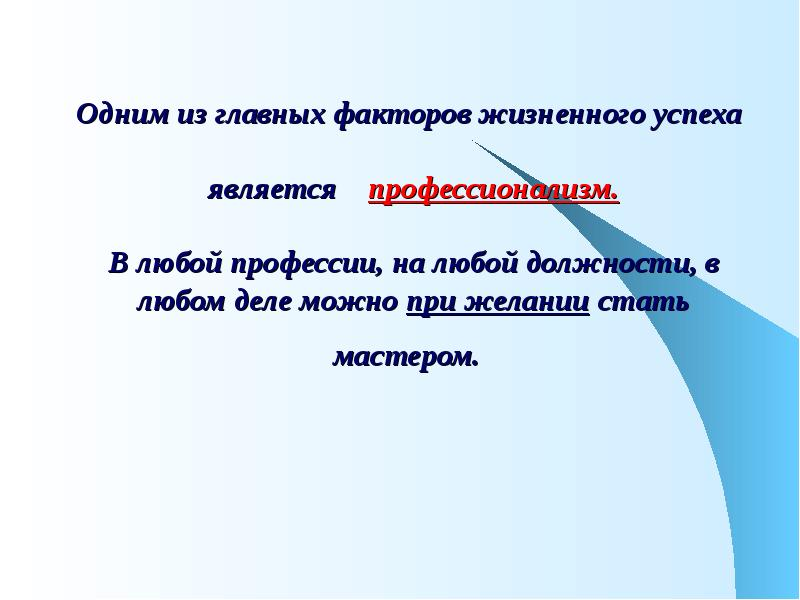 Одним из главных факторов жизненного успеха
является профессионализм.
В любой профессии, на любой должности, в
любом деле можно при желании стать
мастером.